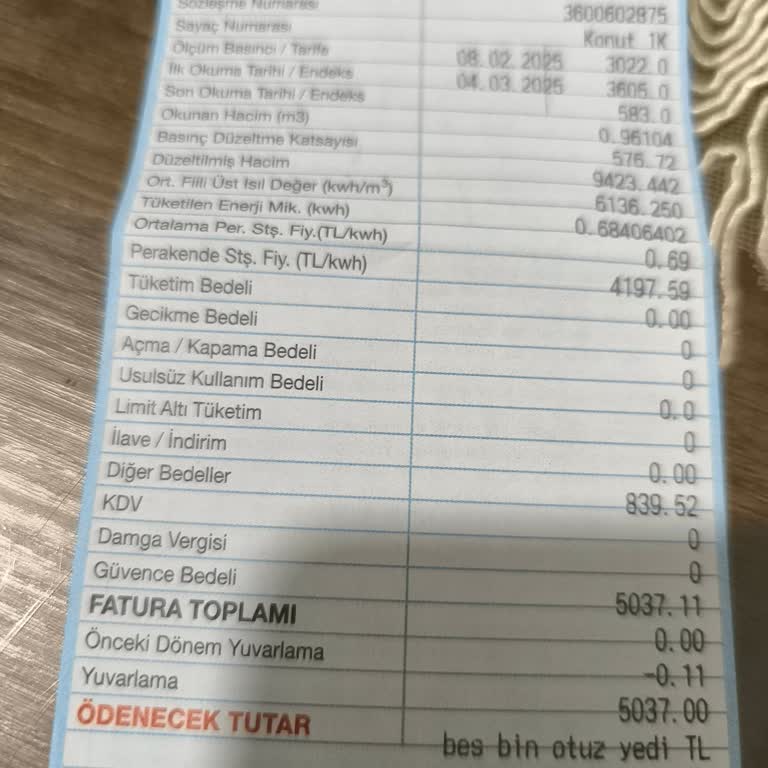 Sözleşme Numarası 3600602875
Sayaç Numarası
Ölçüm Basıncı / Tarife Konut 1K
İlk Okuma Tarihi / Endeks 08.02.2025 3022.0
Son Okuma Tarihi / Endeks 04.03.2025 3605.0
Okunan Hacim (m3) 583.0
Basınç Düzeltme Katsayısı 0.96104
Düzeltilmiş Hacim 576.72
Ort. Fiili Üst Isıl Değer (kwh/m³) 9423.442
Tüketilen Enerji Mik. (kwh) 6136.250
Ortalama Per. Stş. Fiy.(TL/kwh) 0.68406402
Perakende Stş. Fiy. (TL/kwh) 0.69
Tüketim Bedeli 4197.59
Gecikme Bedeli 0.00
Açma / Kapama Bedeli 0
Usulsüz Kullanım Bedeli 0
Limit Altı Tüketim 0.0
İlave / İndirim 0
Diğer Bedeller 0.00
KDV 839.52
Damga Vergisi 0
Güvence Bedeli 0
FATURA TOPLAMI 5037.11
Önceki Dönem Yuvarlama 0.00
Yuvarlama -0.11
ÖDENECEK TUTAR 5037.00
bes bin otuz yedi TL